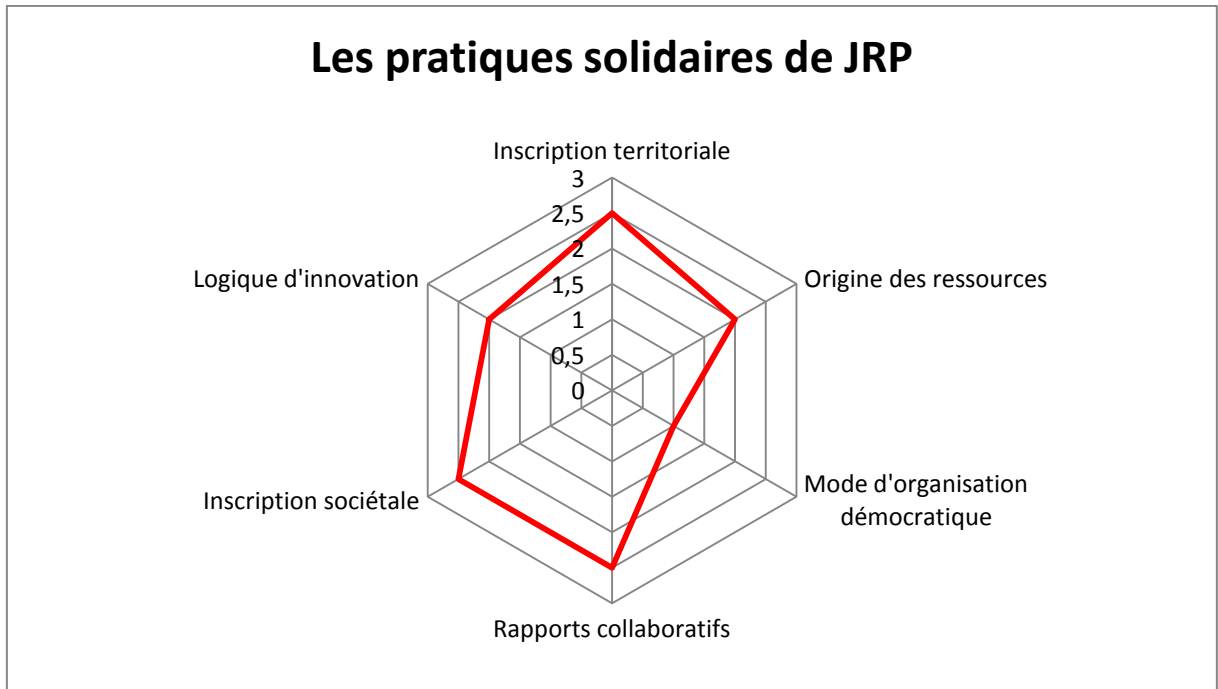 Les pratiques solidaires de JRP
Inscription territoriale
3
2,5
2
1,5
1
0,5
0
Logique d'innovation
Origine des ressources
Inscription sociétale
Mode d'organisation
démocratique
Rapports collaboratifs